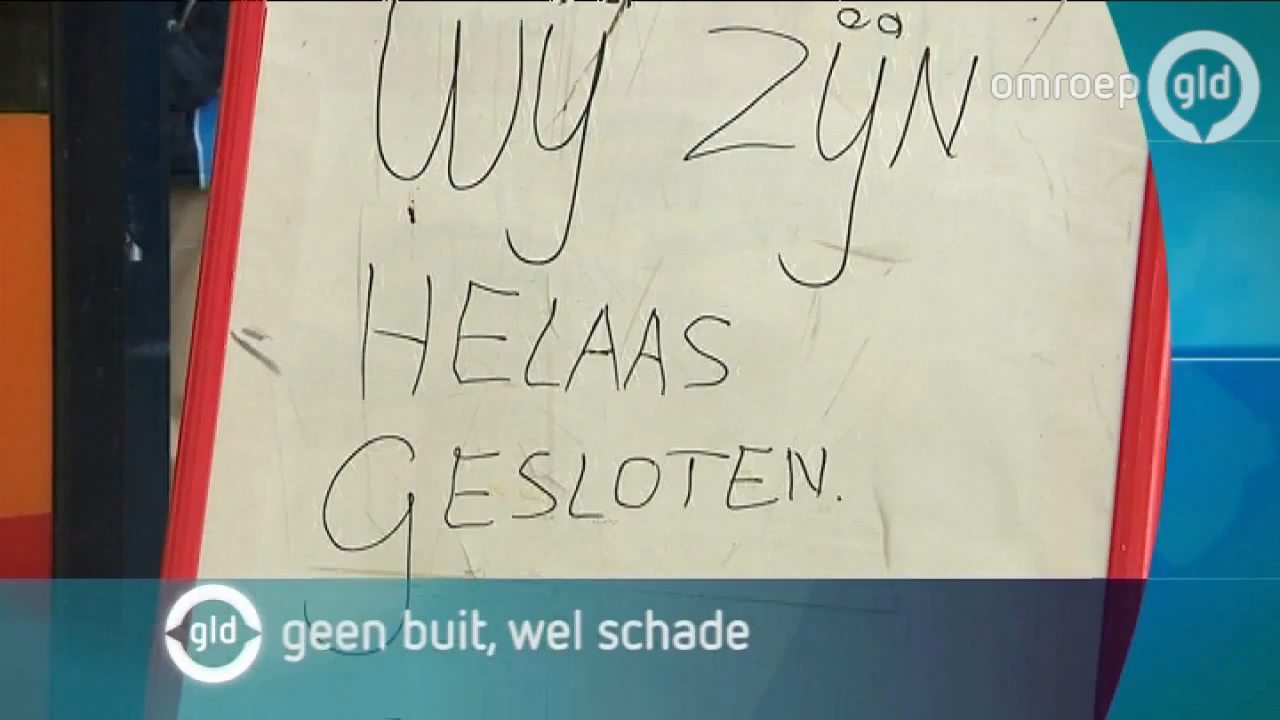 WIJ ZIJN
omroep gld
HELAAS
GESLOTEN.
gld geen buit, wel schade